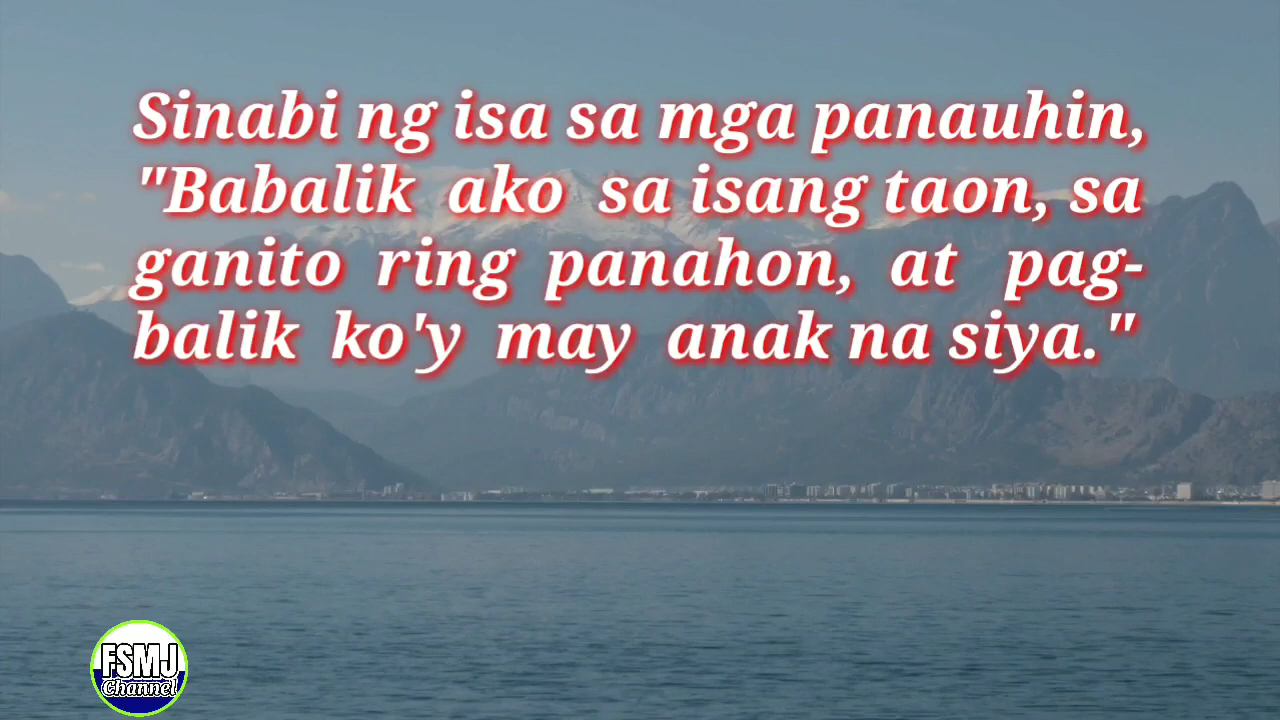 Sinabi ng isa sa mga panauhin,
"Babalik ako sa isang taon, sa
ganito ring panahon, at pag-
balik ko'y may anak na siya."
FSMJ
Channel